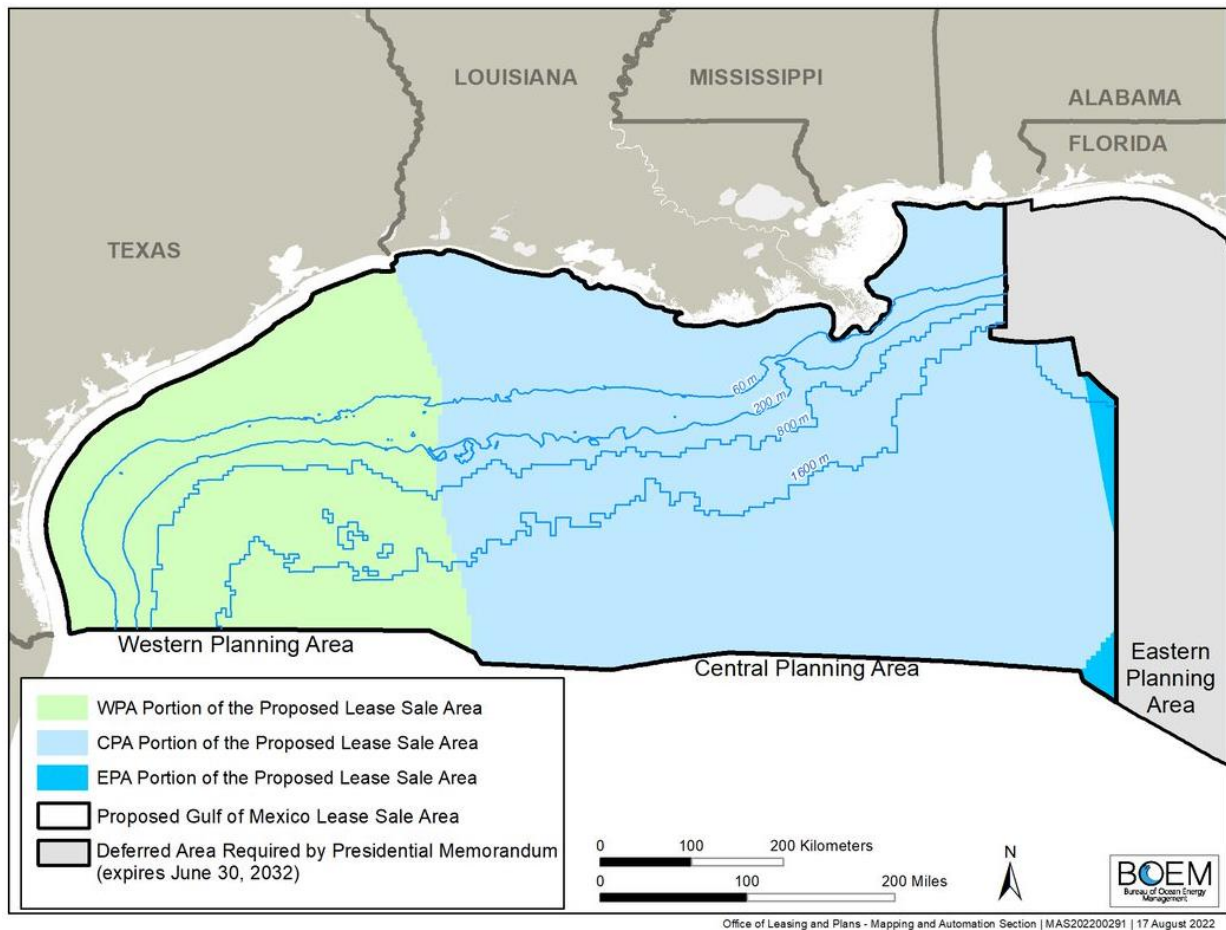 LOUISIANA
MISSISSIPPI
ALABAMA
FLORIDA
TEXAS
60 m
200 m
800 m
1600 m
Western Planning Area
Central Planning Area
Eastern
Planning
Area
WPA Portion of the Proposed Lease Sale Area
CPA Portion of the Proposed Lease Sale Area
EPA Portion of the Proposed Lease Sale Area
Proposed Gulf of Mexico Lease Sale Area
Deferred Area Required by Presidential Memorandum
(expires June 30, 2032)
0 100 200 Kilometers
0 100 200 Miles
N
BOEM
Bureau of Ocean Energy
Management
Office of Leasing and Plans - Mapping and Automation Section | MAS202200291 | 17 August 2022